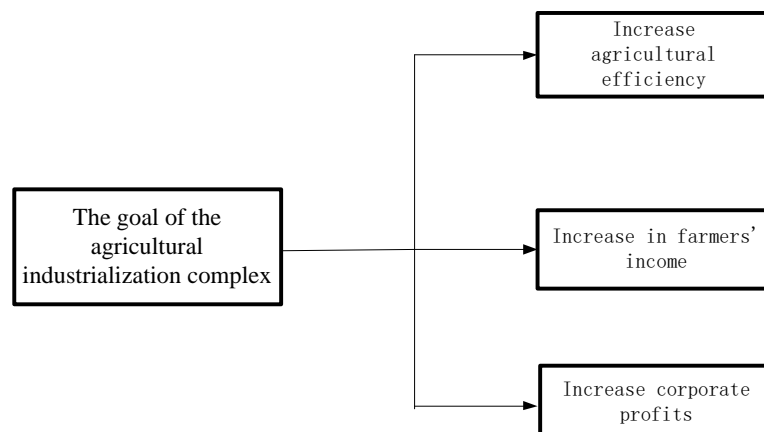 Increase
agricultural
efficiency
The goal of the
agricultural
industrialization complex
Increase in farmers'
income
Increase corporate
profits